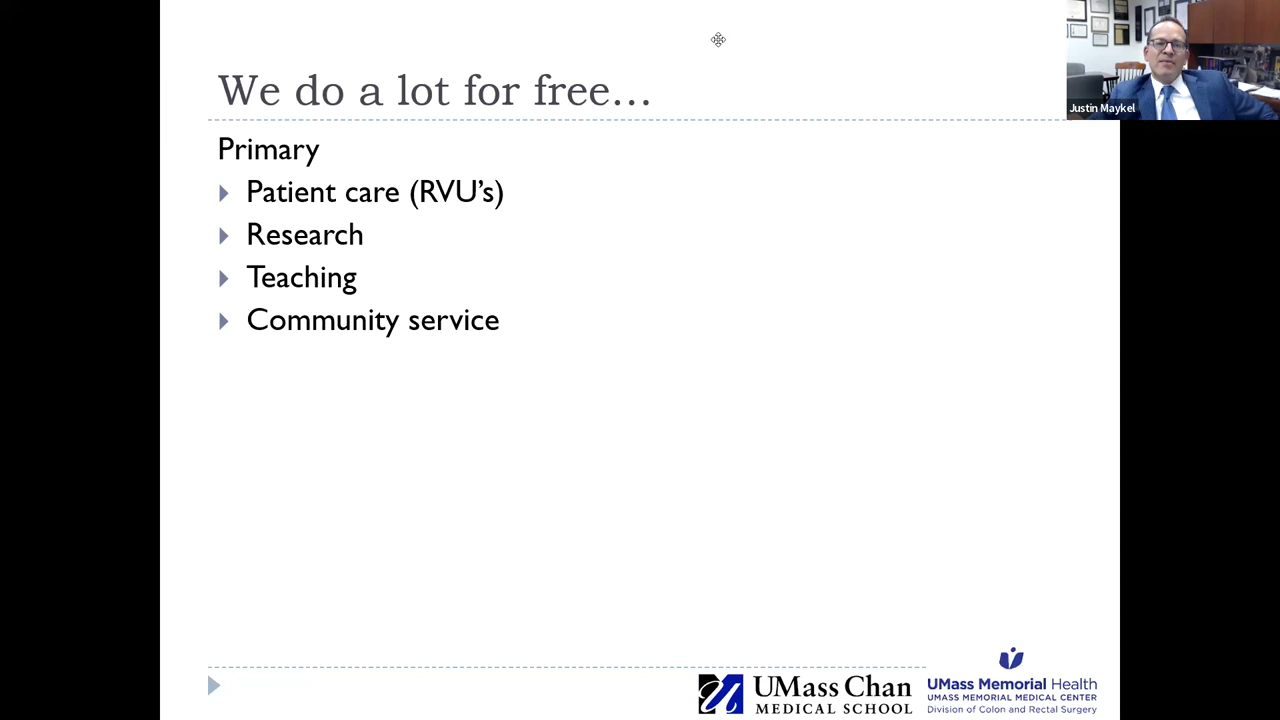 We do a lot for free...
Primary
Patient care (RVU's)
Research
Teaching
Community service
Justin Maykel
UMass Chan
MEDICAL SCHOOL
UMass Memorial Health
UMASS MEMORIAL MEDICAL CENTER
Division of Colon and Rectal Surgery